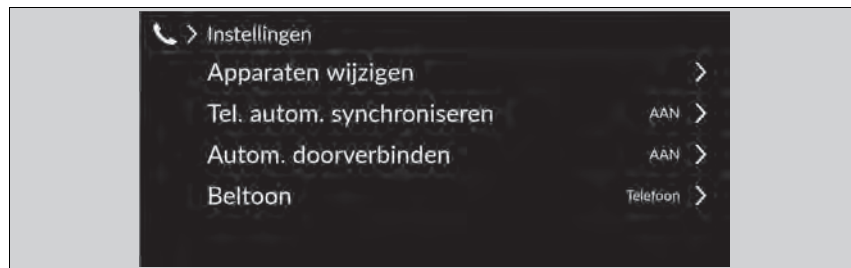 Instellingen
Apparaten wijzigen
Tel. autom. synchroniseren AAN
Autom. doorverbinden AAN
Beltoon Telefoon